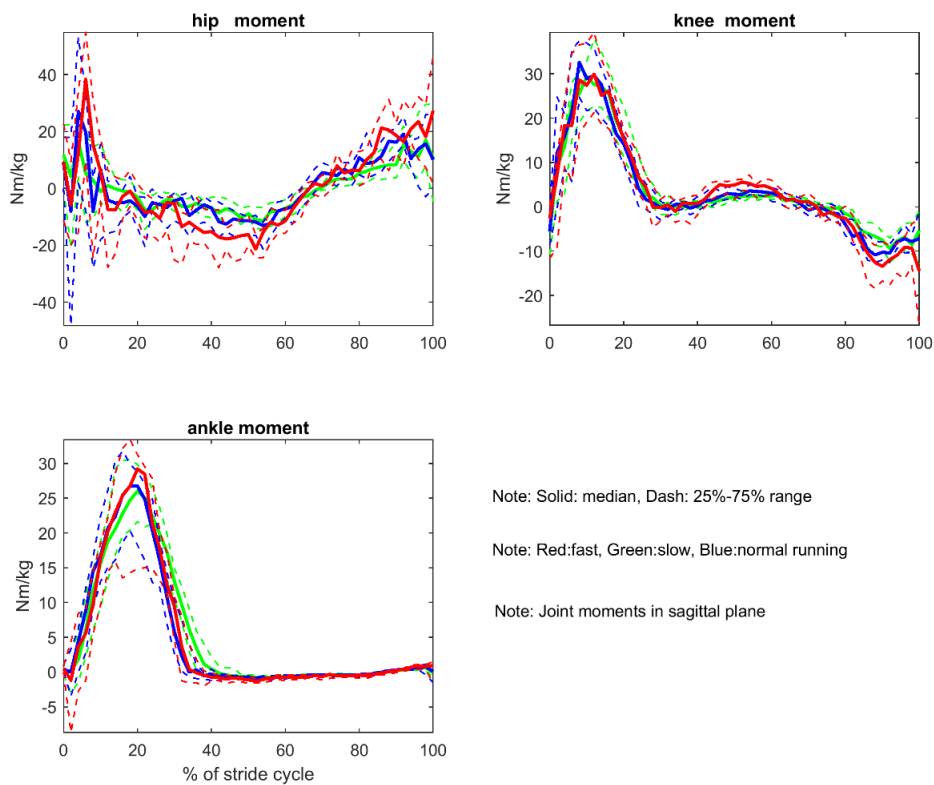 hip moment
knee moment
Nm/kg
40
20
0
-20
-40
0 20 40 60 80 100
Nm/kg
30
20
10
0
-10
-20
0 20 40 60 80 100
ankle moment
Nm/kg
30
25
20
15
10
5
0
-5
0 20 40 60 80 100
% of stride cycle
Note: Solid: median, Dash: 25%-75% range
Note: Red:fast, Green:slow, Blue:normal running
Note: Joint moments in sagittal plane